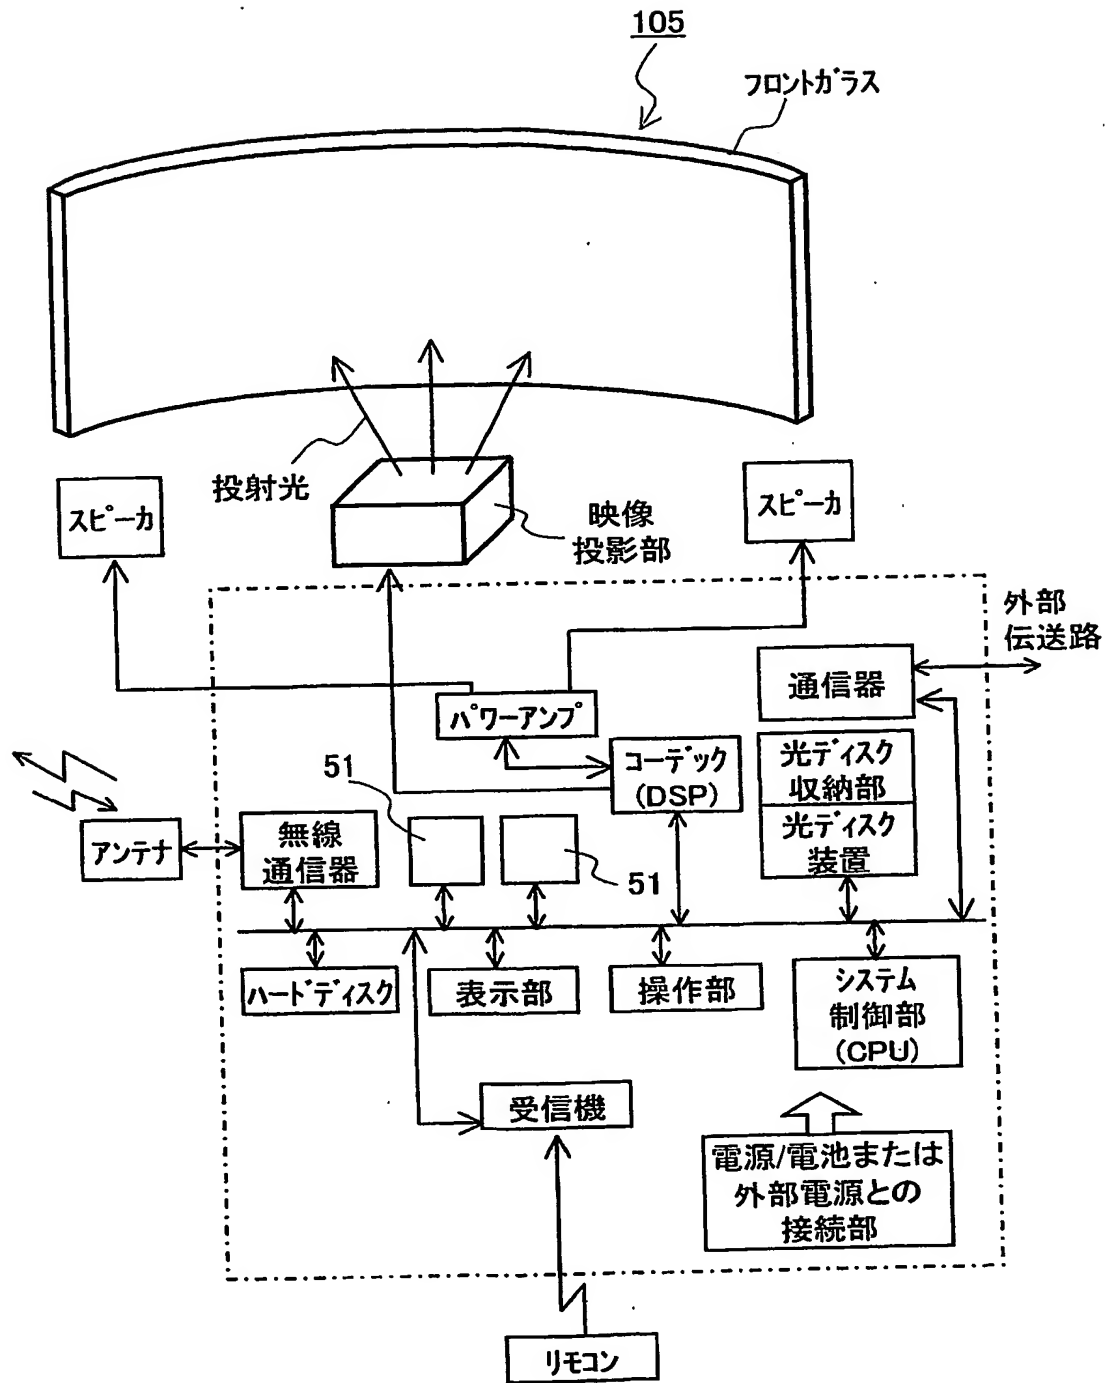 105
フロントガラス
投射光
スピーカ
映像
投影部
スピーカ
外部
伝送路
通信器
パワーアンプ
コーデック
(DSP)
光ディスク
収納部
光ディスク
装置
51
51
アンテナ
無線
通信器
ハードディスク
表示部
操作部
システム
制御部
(CPU)
受信機
電源/電池または
外部電源との
接続部
リモコン